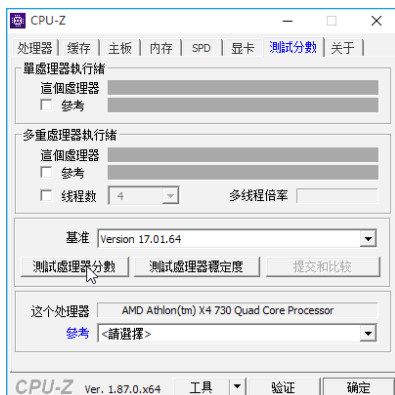 CPU-Z
处理器 缓存 主板 内存 SPD 显卡 測試分數 关于
單處理器執行緒
這個處理器
參考
多重處理器執行緒
這個處理器
參考
线程数 4 多线程倍率
基准 Version 17.01.64
測試處理器分數 測試處理器穩定度 提交和比较
这个处理器 AMD Athlon(tm) X4 730 Quad Core Processor
參考 <請選擇>
CPU-Z Ver. 1.87.0.x64 工具 验证 确定